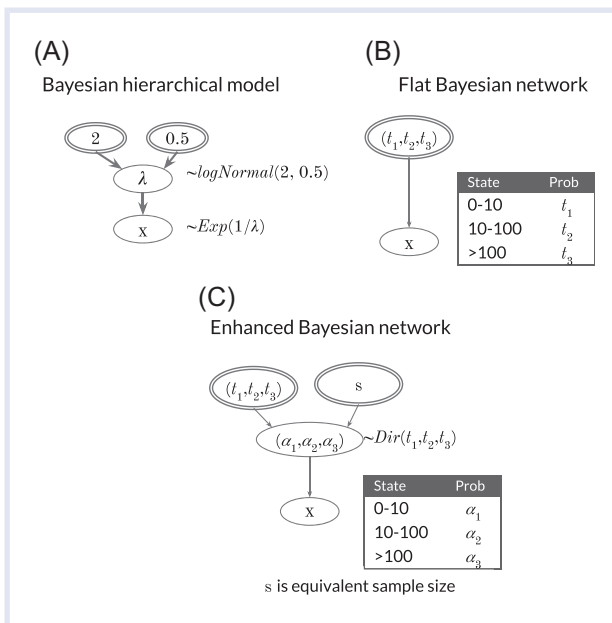 (A)
Bayesian hierarchical model
2 0.5
λ ~logNormal(2, 0.5)
x ~Exp(1/λ)
(B)
Flat Bayesian network
(t₁,t₂,t₃)
x
State Prob
0-10 t₁
10-100 t₂
>100 t₃
(C)
Enhanced Bayesian network
(t₁,t₂,t₃) s
(α₁,α₂,α₃) ~Dir(t₁,t₂,t₃)
x
State Prob
0-10 α₁
10-100 α₂
>100 α₃
s is equivalent sample size